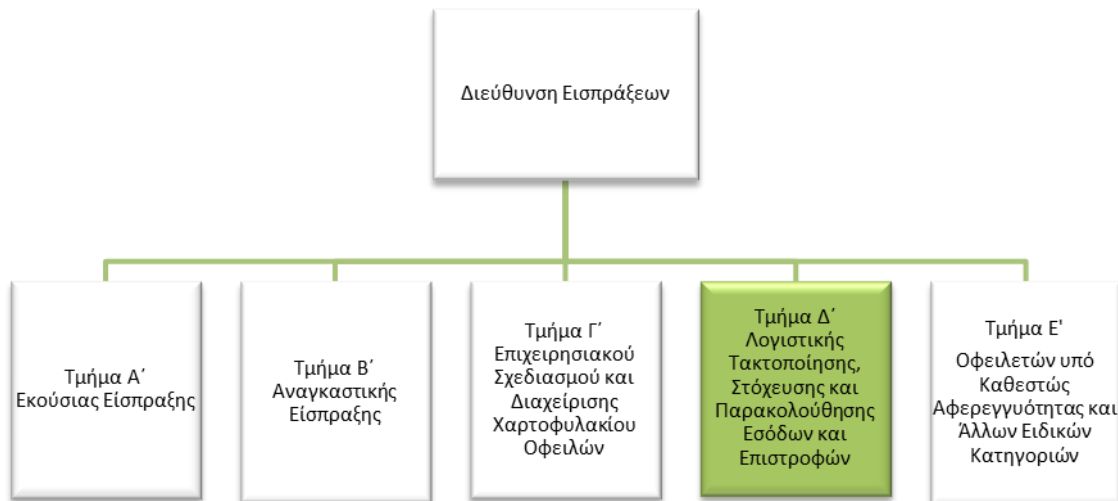 Διεύθυνση Εισπράξεων
Τμήμα Α΄
Εκούσιας Είσπραξης
Τμήμα Β΄
Αναγκαστικής
Είσπραξης
Τμήμα Γ΄
Επιχειρησιακού
Σχεδιασμού και
Διαχείρισης
Χαρτοφυλακίου
Οφειλών
Τμήμα Δ΄
Λογιστικής
Τακτοποίησης,
Στόχευσης και
Παρακολούθησης
Εσόδων και
Επιστροφών
Τμήμα Ε'
Οφειλετών υπό
Καθεστώς
Αφερεγγυότητας και
Άλλων Ειδικών
Κατηγοριών